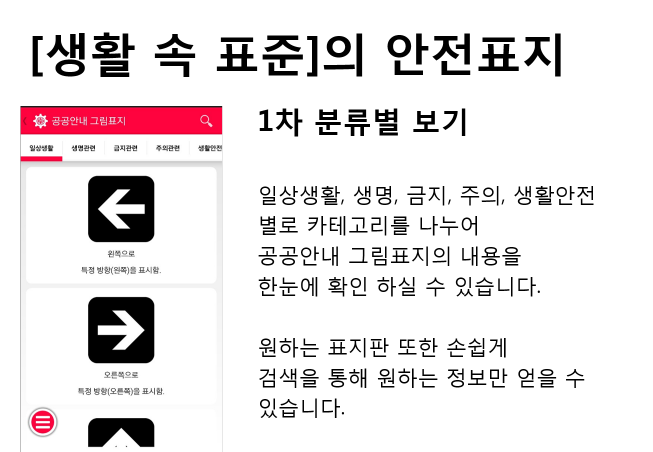 [생활 속 표준]의 안전표지
공공안내 그림표지
일상생활 생명관련 금지관련 주의관련 생활안전
왼쪽으로
특정 방향(왼쪽)을 표시함.
오른쪽으로
특정 방향(오른쪽)을 표시함.
1차 분류별 보기
일상생활, 생명, 금지, 주의, 생활안전
별로 카테고리를 나누어
공공안내 그림표지의 내용을
한눈에 확인 하실 수 있습니다.
원하는 표지판 또한 손쉽게
검색을 통해 원하는 정보만 얻을 수
있습니다.